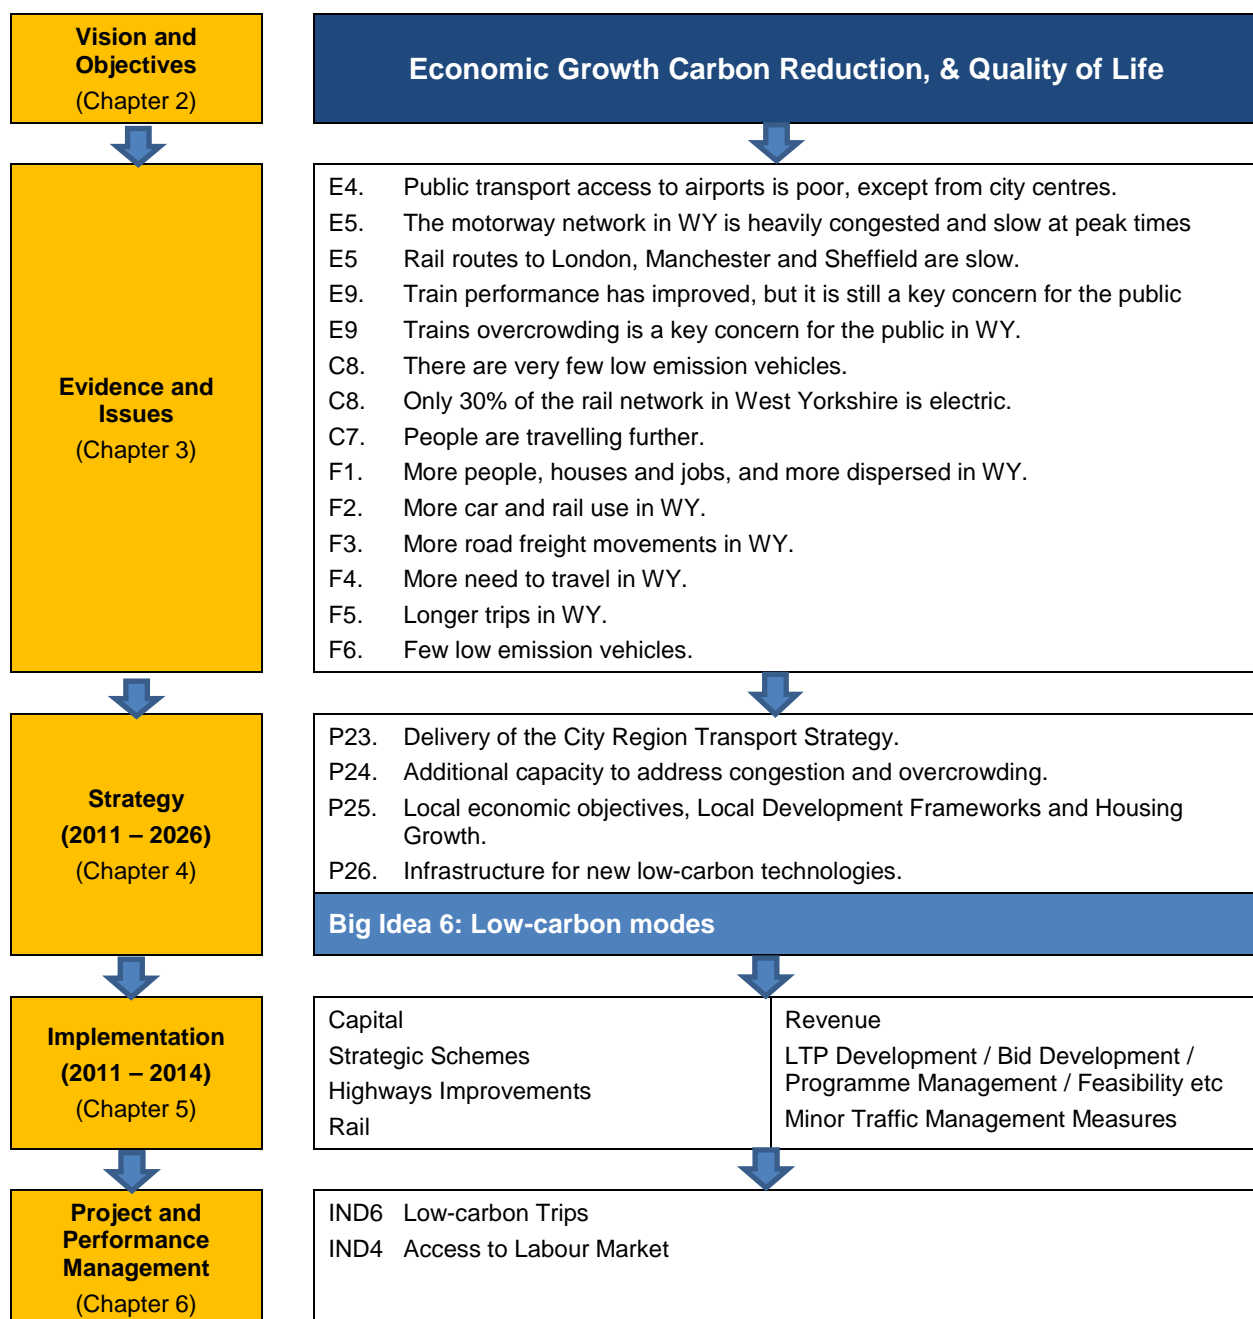 Vision and
Objectives
(Chapter 2)
Economic Growth Carbon Reduction, & Quality of Life
Evidence and
Issues
(Chapter 3)
E4. Public transport access to airports is poor, except from city centres.
E5. The motorway network in WY is heavily congested and slow at peak times
E5 Rail routes to London, Manchester and Sheffield are slow.
E9. Train performance has improved, but it is still a key concern for the public
E9 Trains overcrowding is a key concern for the public in WY.
C8. There are very few low emission vehicles.
C8. Only 30% of the rail network in West Yorkshire is electric.
C7. People are travelling further.
F1. More people, houses and jobs, and more dispersed in WY.
F2. More car and rail use in WY.
F3. More road freight movements in WY.
F4. More need to travel in WY.
F5. Longer trips in WY.
F6. Few low emission vehicles.
Strategy
(2011 – 2026)
(Chapter 4)
P23. Delivery of the City Region Transport Strategy.
P24. Additional capacity to address congestion and overcrowding.
P25. Local economic objectives, Local Development Frameworks and Housing
Growth.
P26. Infrastructure for new low-carbon technologies.
Big Idea 6: Low-carbon modes
Implementation
(2011 – 2014)
(Chapter 5)
Capital
Strategic Schemes
Highways Improvements
Rail
Revenue
LTP Development / Bid Development /
Programme Management / Feasibility etc
Minor Traffic Management Measures
Project and
Performance
Management
(Chapter 6)
IND6 Low-carbon Trips
IND4 Access to Labour Market